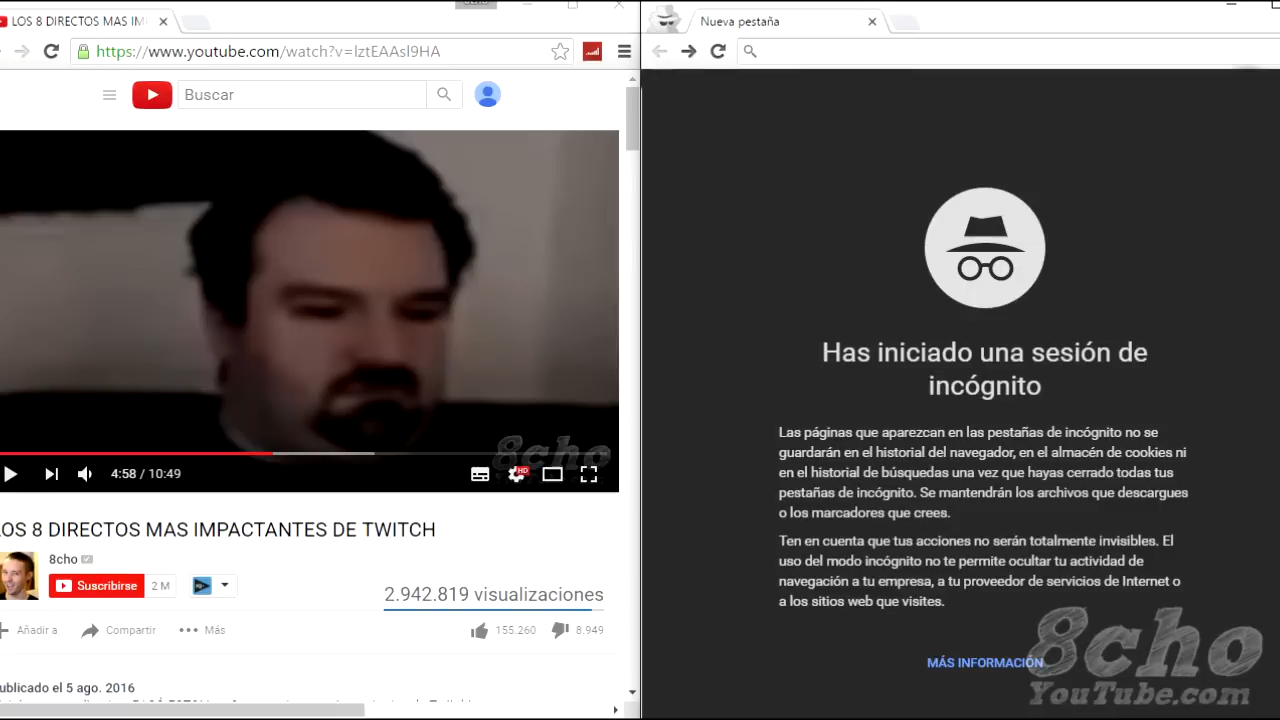 LOS 8 DIRECTOS MAS IM
8cho
https://www.youtube.com/watch?v=lztEAAsl9HA
Buscar
8cho
HD
4:58 / 10:49
OS 8 DIRECTOS MAS IMPACTANTES DE TWITCH
8cho
Suscribirse
2 M
2.942.819 visualizaciones
Añadir a
Compartir
Más
155.260
8.949
ublicado el 5 ago. 2016
Nueva pestaña
Has iniciado una sesión de
incógnito
Las páginas que aparezcan en las pestañas de incógnito no se
guardarán en el historial del navegador, en el almacén de cookies ni
en el historial de búsquedas una vez que hayas cerrado todas tus
pestañas de incógnito. Se mantendrán los archivos que descargues
o los marcadores que crees.
Ten en cuenta que tus acciones no serán totalmente invisibles. El
uso del modo incógnito no te permite ocultar tu actividad de
navegación a tu empresa, a tu proveedor de servicios de Internet o
a los sitios web que visites.
MÁS INFORMACIÓN
8cho
YouTube.com